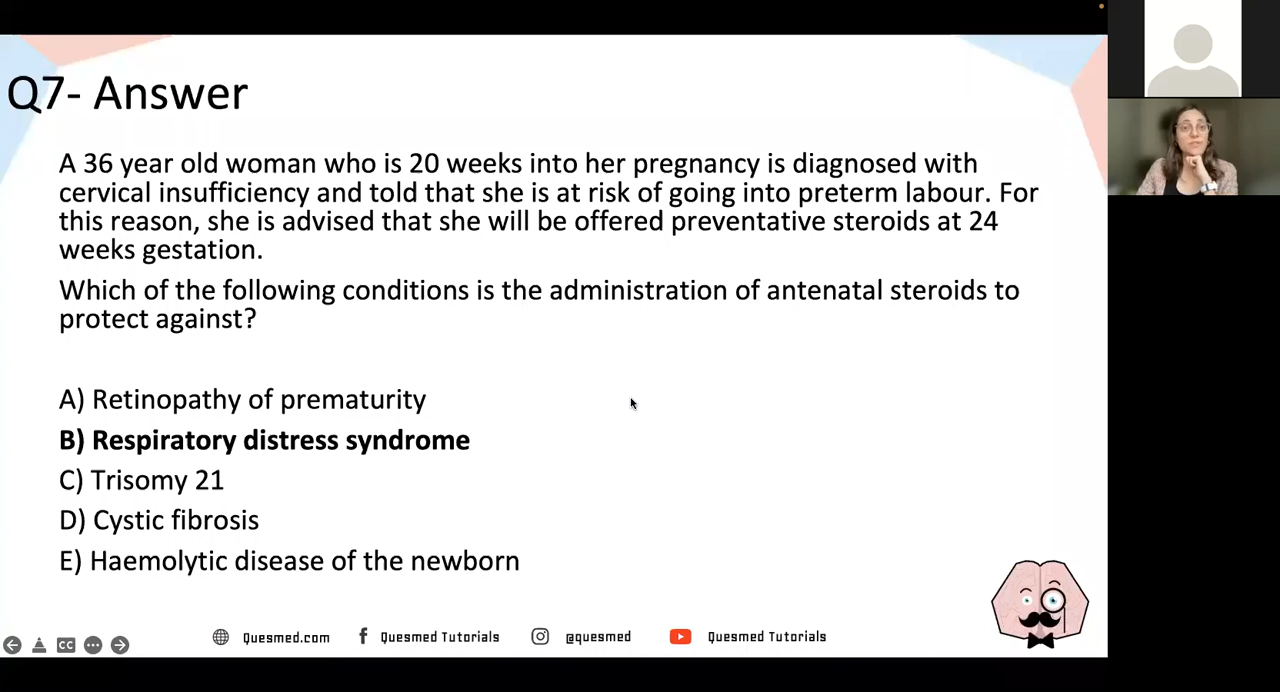 Q7- Answer
A 36 year old woman who is 20 weeks into her pregnancy is diagnosed with
cervical insufficiency and told that she is at risk of going into preterm labour. For
this reason, she is advised that she will be offered preventative steroids at 24
weeks gestation.
Which of the following conditions is the administration of antenatal steroids to
protect against?
A) Retinopathy of prematurity
B) Respiratory distress syndrome
C) Trisomy 21
D) Cystic fibrosis
E) Haemolytic disease of the newborn
CC
Quesmed.com
Quesmed Tutorials
@quesmed
Quesmed Tutorials